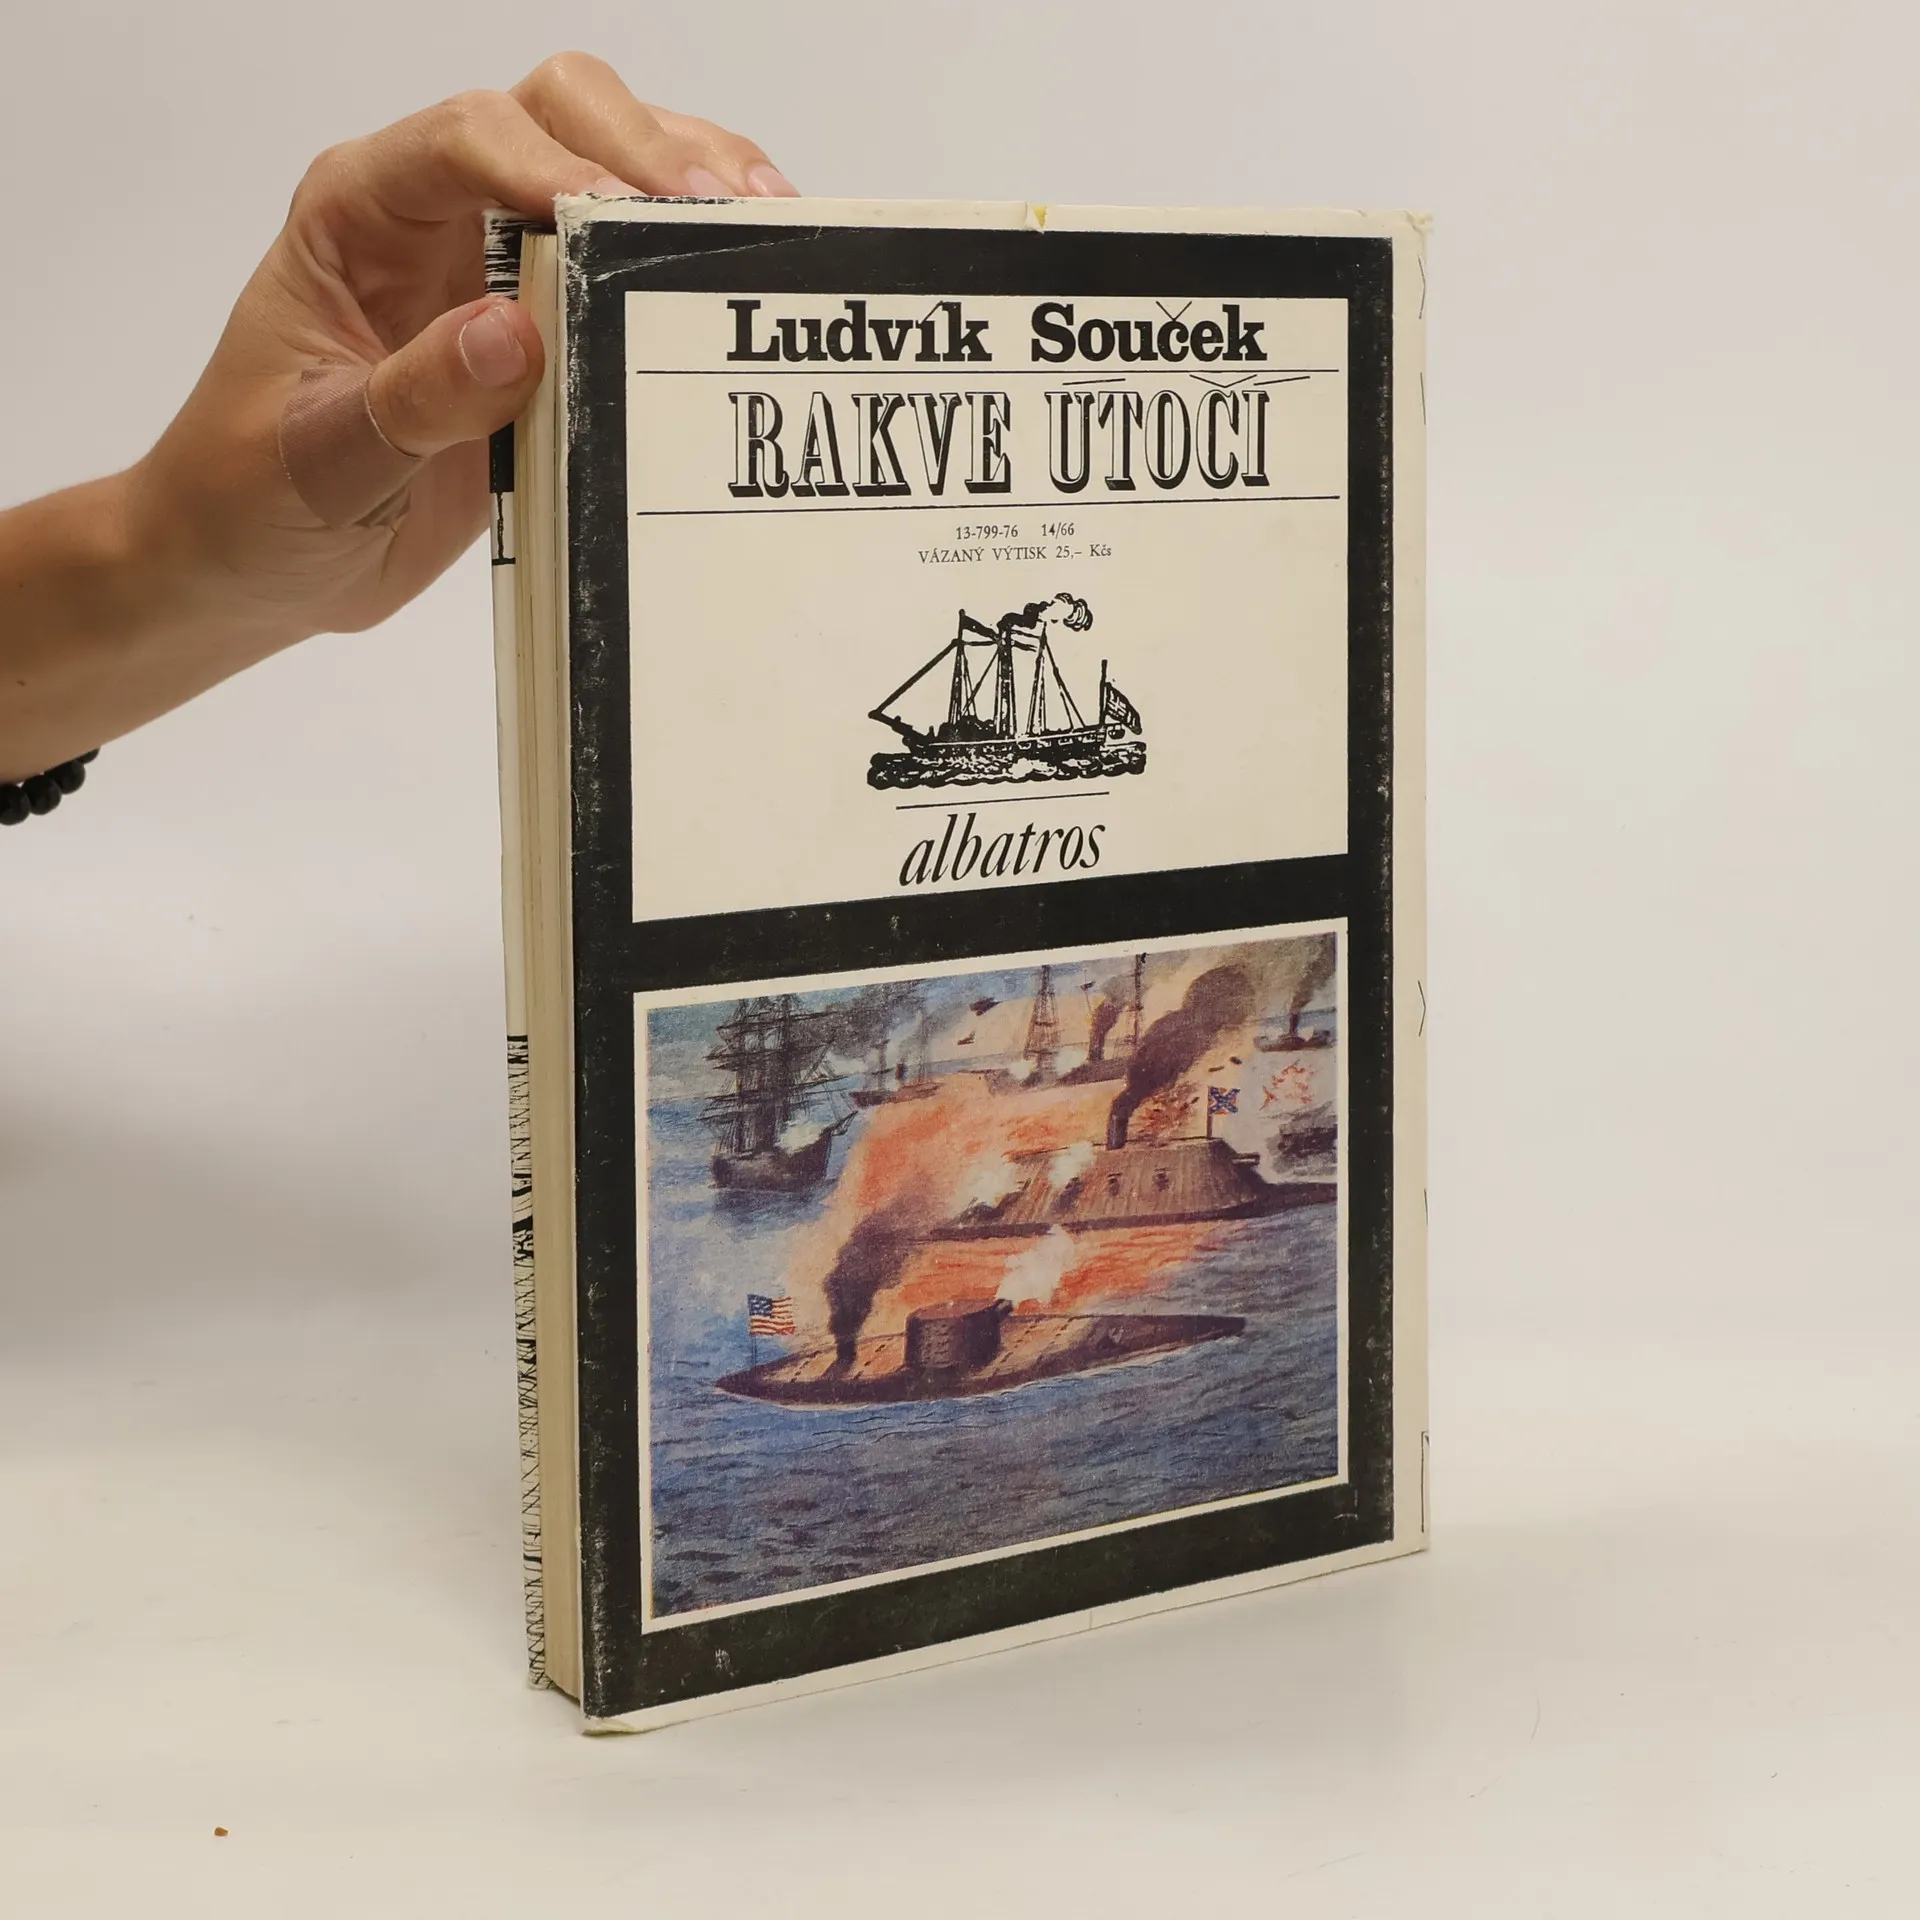 Ludvík Souček
RAKVE ÚTOČÍ
13-799-76 14/66
VÁZANÝ VÝTISK 25,- Kčs
albatros